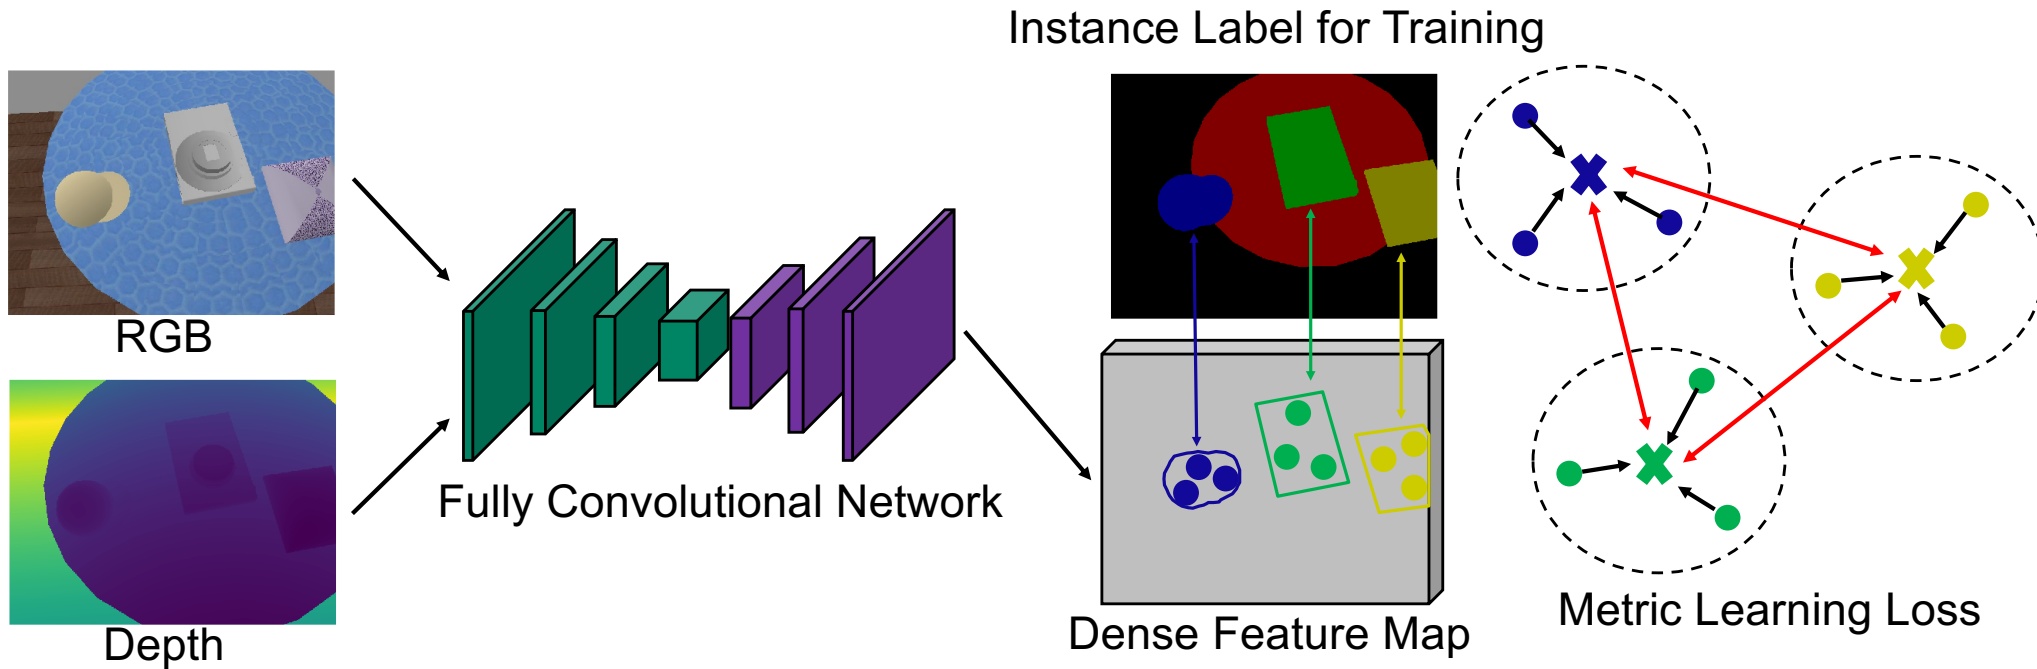 Instance Label for Training
RGB
Depth
Fully Convolutional Network
Dense Feature Map
Metric Learning Loss